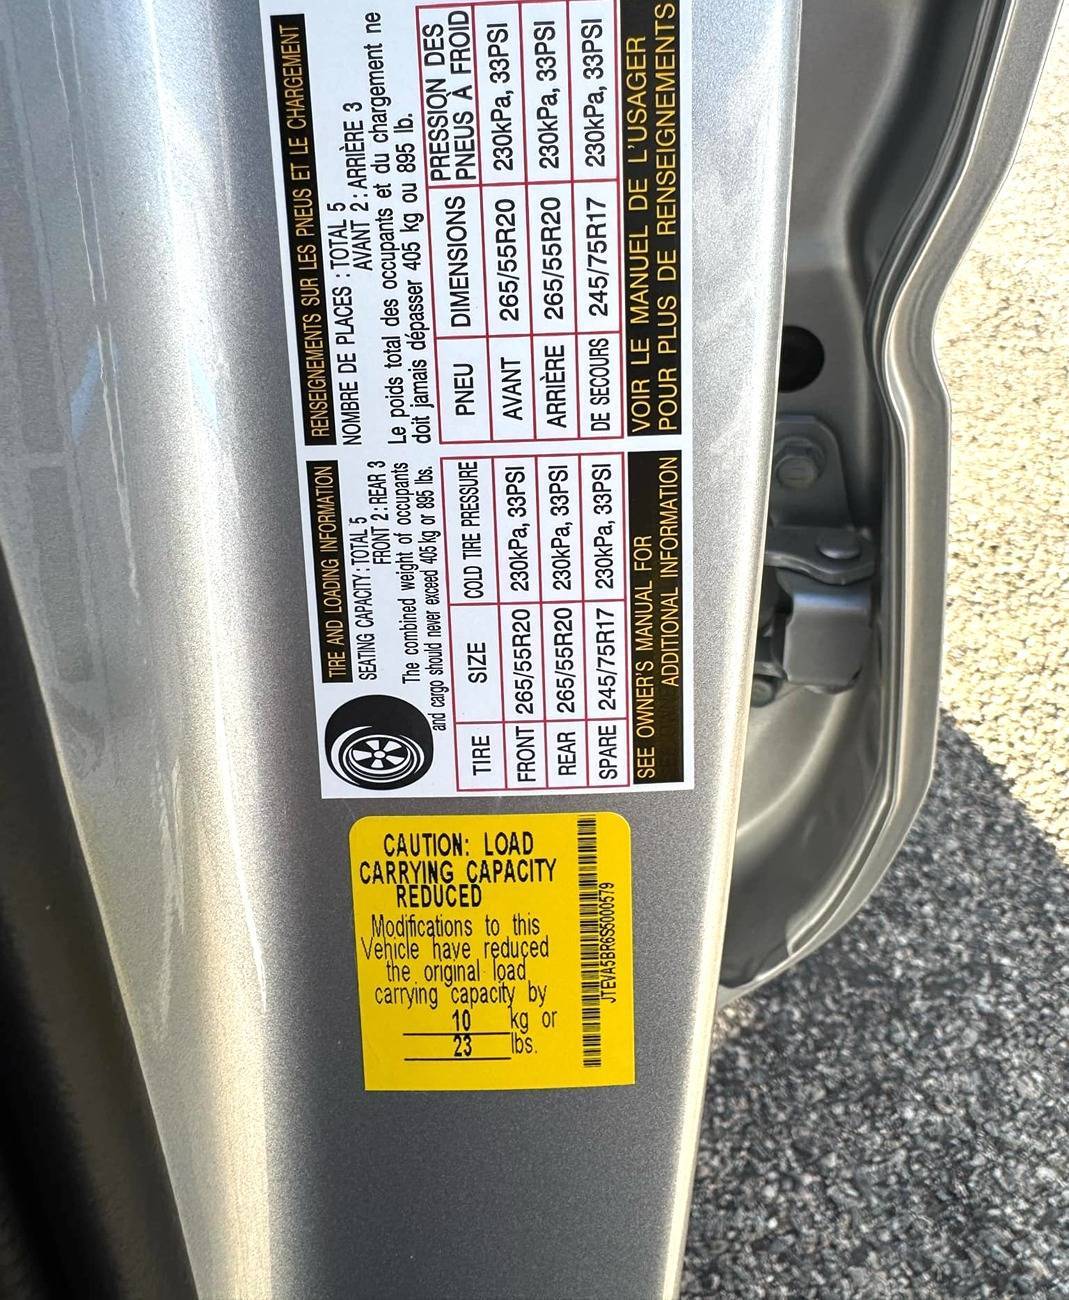 TIRE AND LOADING INFORMATION
SEATING CAPACITY : TOTAL 5
FRONT 2 : REAR 3
The combined weight of occupants
and cargo should never exceed 405 kg or 895 lbs.
TIRE SIZE COLD TIRE PRESSURE
FRONT 265/55R20 230kPa, 33PSI
REAR 265/55R20 230kPa, 33PSI
SPARE 245/75R17 230kPa, 33PSI
SEE OWNER'S MANUAL FOR
ADDITIONAL INFORMATION
RENSEIGNEMENTS SUR LES PNEUS ET LE CHARGEMENT
NOMBRE DE PLACES : TOTAL 5
AVANT 2 : ARRIÈRE 3
Le poids total des occupants et du chargement ne
doit jamais dépasser 405 kg ou 895 lb.
PNEU DIMENSIONS PRESSION DES
PNEUS À FROID
AVANT 265/55R20 230kPa, 33PSI
ARRIÈRE 265/55R20 230kPa, 33PSI
DE SECOURS 245/75R17 230kPa, 33PSI
VOIR LE MANUEL DE L'USAGER
POUR PLUS DE RENSEIGNEMENTS
CAUTION: LOAD
CARRYING CAPACITY
REDUCED
Modifications to this
Vehicle have reduced
the original load
carrying capacity by
10 kg or
23 lbs.
JTEVA5BR6S5000579